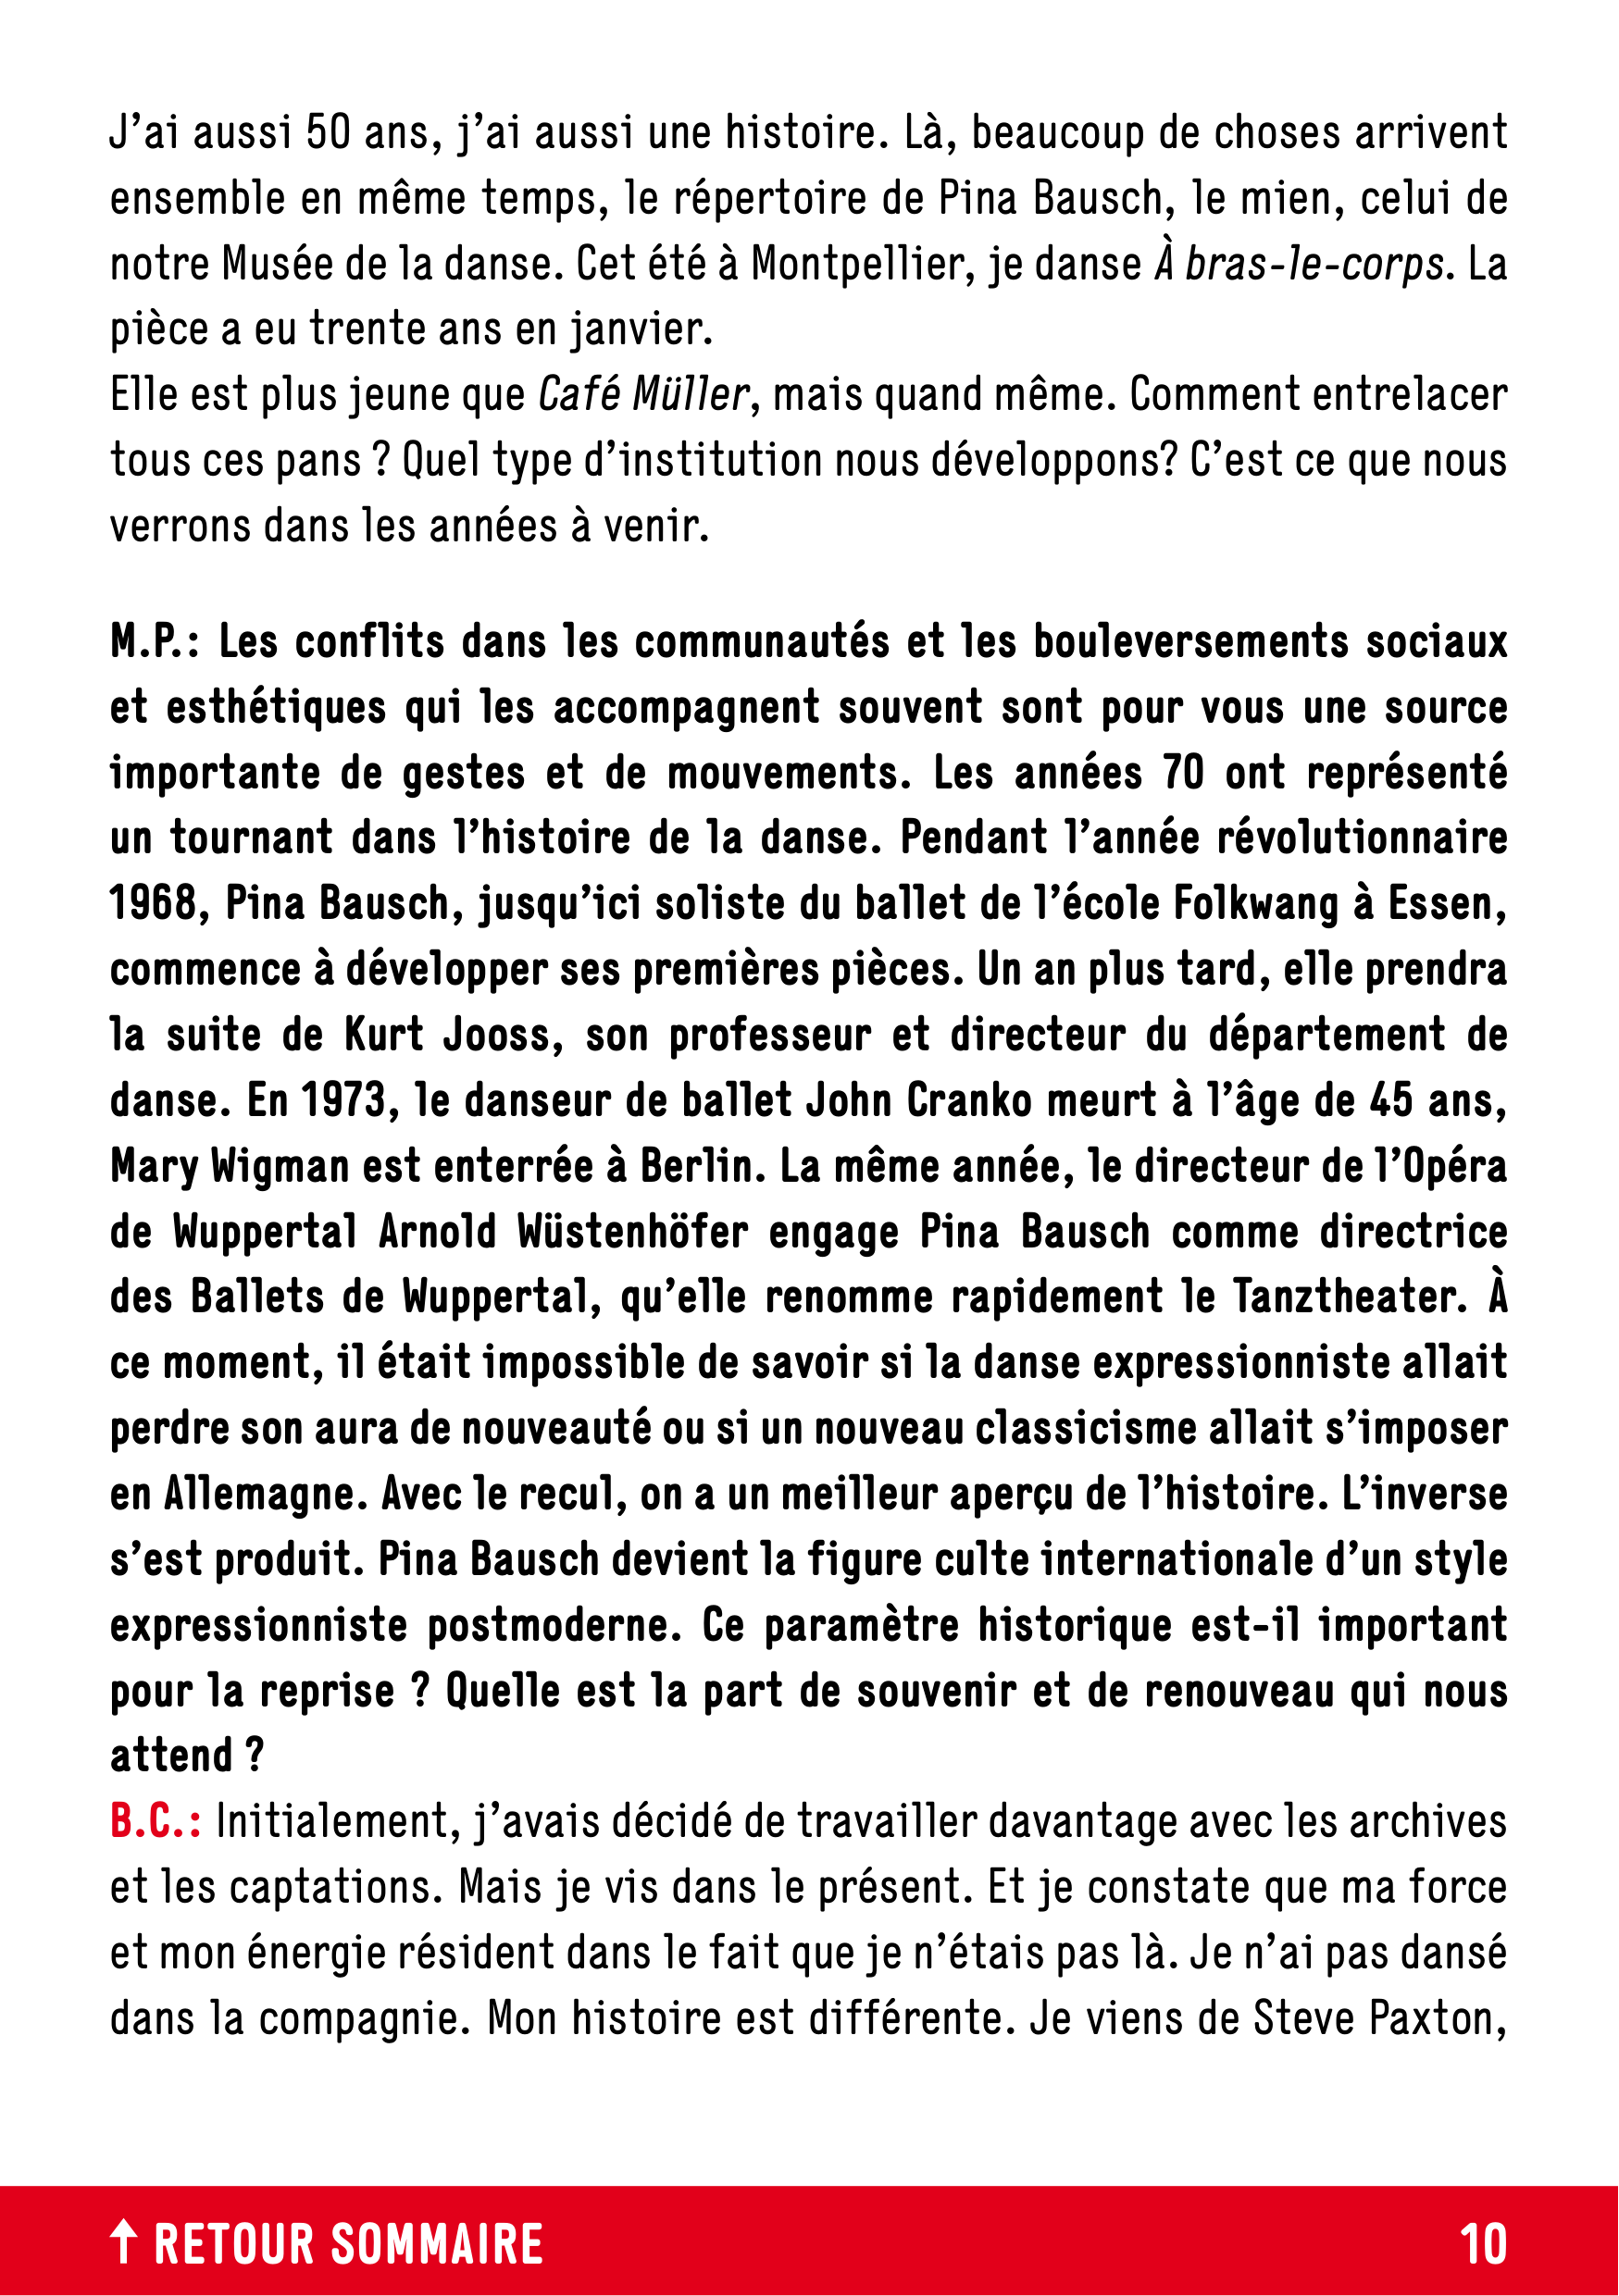 J’ai aussi 50 ans, j’ai aussi une histoire. Là, beaucoup de choses arrivent
ensemble en même temps, le répertoire de Pina Bausch, le mien, celui de
notre Musée de la danse. Cet été à Montpellier, je danse À bras-le-corps. La
pièce a eu trente ans en janvier.
Elle est plus jeune que Café Müller, mais quand même. Comment entrelacer
tous ces pans ? Quel type d’institution nous développons? C’est ce que nous
verrons dans les années à venir.
M.P.: Les conflits dans les communautés et les bouleversements sociaux
et esthétiques qui les accompagnent souvent sont pour vous une source
importante de gestes et de mouvements. Les années 70 ont représenté
un tournant dans l’histoire de la danse. Pendant l’année révolutionnaire
1968, Pina Bausch, jusqu’ici soliste du ballet de l’école Folkwang à Essen,
commence à développer ses premières pièces. Un an plus tard, elle prendra
la suite de Kurt Jooss, son professeur et directeur du département de
danse. En 1973, le danseur de ballet John Cranko meurt à l’âge de 45 ans,
Mary Wigman est enterrée à Berlin. La même année, le directeur de l’Opéra
de Wuppertal Arnold Wüstenhöfer engage Pina Bausch comme directrice
des Ballets de Wuppertal, qu’elle renomme rapidement le Tanztheater. À
ce moment, il était impossible de savoir si la danse expressionniste allait
perdre son aura de nouveauté ou si un nouveau classicisme allait s’imposer
en Allemagne. Avec le recul, on a un meilleur aperçu de l’histoire. L’inverse
s’est produit. Pina Bausch devient la figure culte internationale d’un style
expressionniste postmoderne. Ce paramètre historique est-il important
pour la reprise ? Quelle est la part de souvenir et de renouveau qui nous
attend ?
B.C.: Initialement, j’avais décidé de travailler davantage avec les archives
et les captations. Mais je vis dans le présent. Et je constate que ma force
et mon énergie résident dans le fait que je n’étais pas là. Je n’ai pas dansé
dans la compagnie. Mon histoire est différente. Je viens de Steve Paxton,
↑ RETOUR SOMMAIRE
10